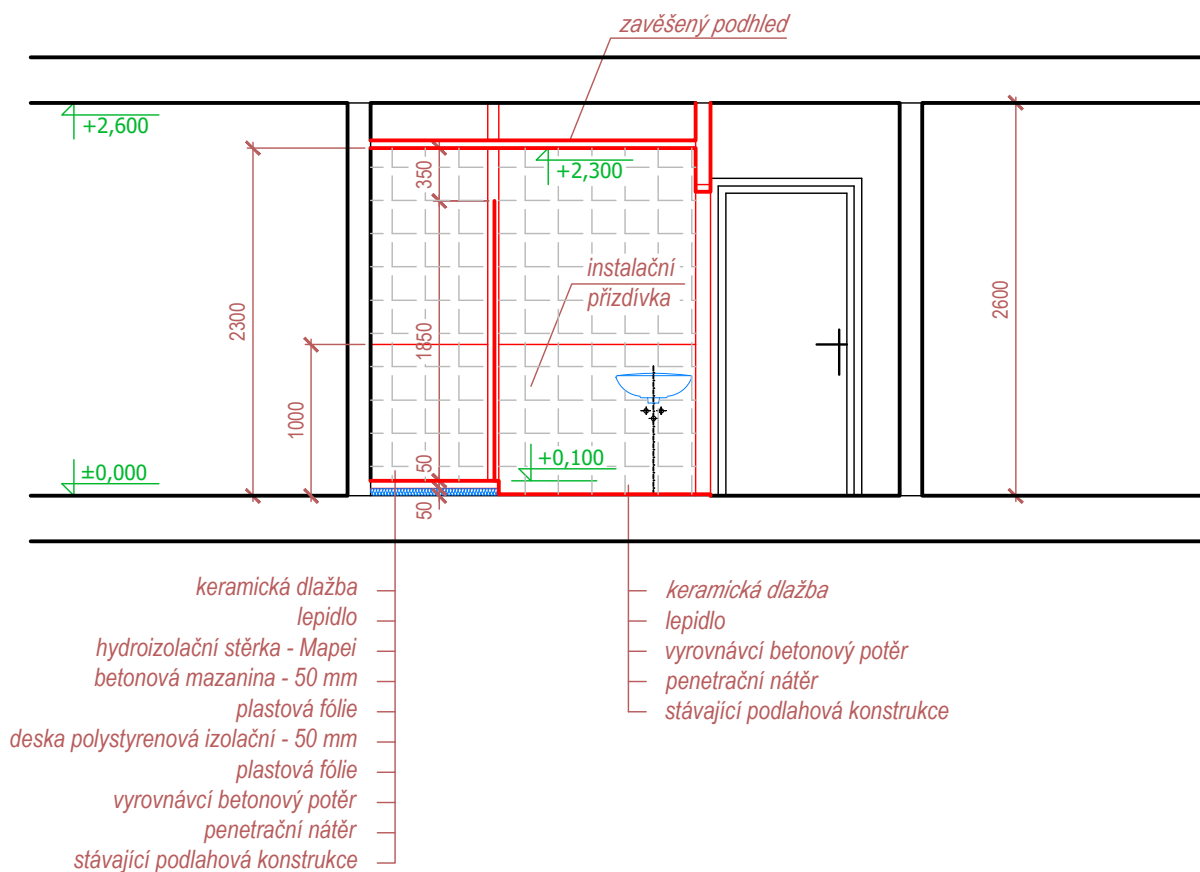 zavěšený podhled
+2,600
350
+2,300
instalační
přizdívka
2300
1850
2600
1000
±0,000
50
+0,100
50
keramická dlažba
lepidlo
hydroizolační stěrka - Mapei
betonová mazanina - 50 mm
plastová fólie
deska polystyrenová izolační - 50 mm
plastová fólie
vyrovnávcí betonový potěr
penetrační nátěr
stávající podlahová konstrukce
keramická dlažba
lepidlo
vyrovnávcí betonový potěr
penetrační nátěr
stávající podlahová konstrukce